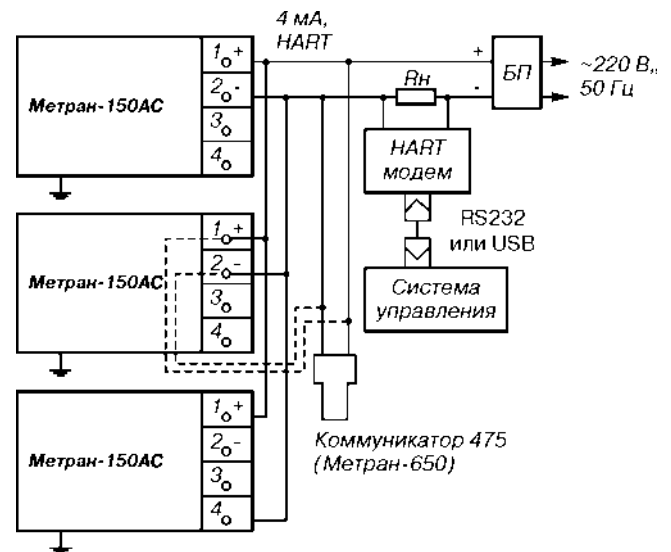 4 мА,
HART
1 +
2 -
3
4
Метран-150АС
+
-
Rн
БП
~220 В,,
50 Гц
HART
модем
RS232
или USB
Система
управления
1 +
2 -
3
4
Метран-150АС
1 +
2 -
3
4
Метран-150АС
Коммуникатор 475
(Метран-650)